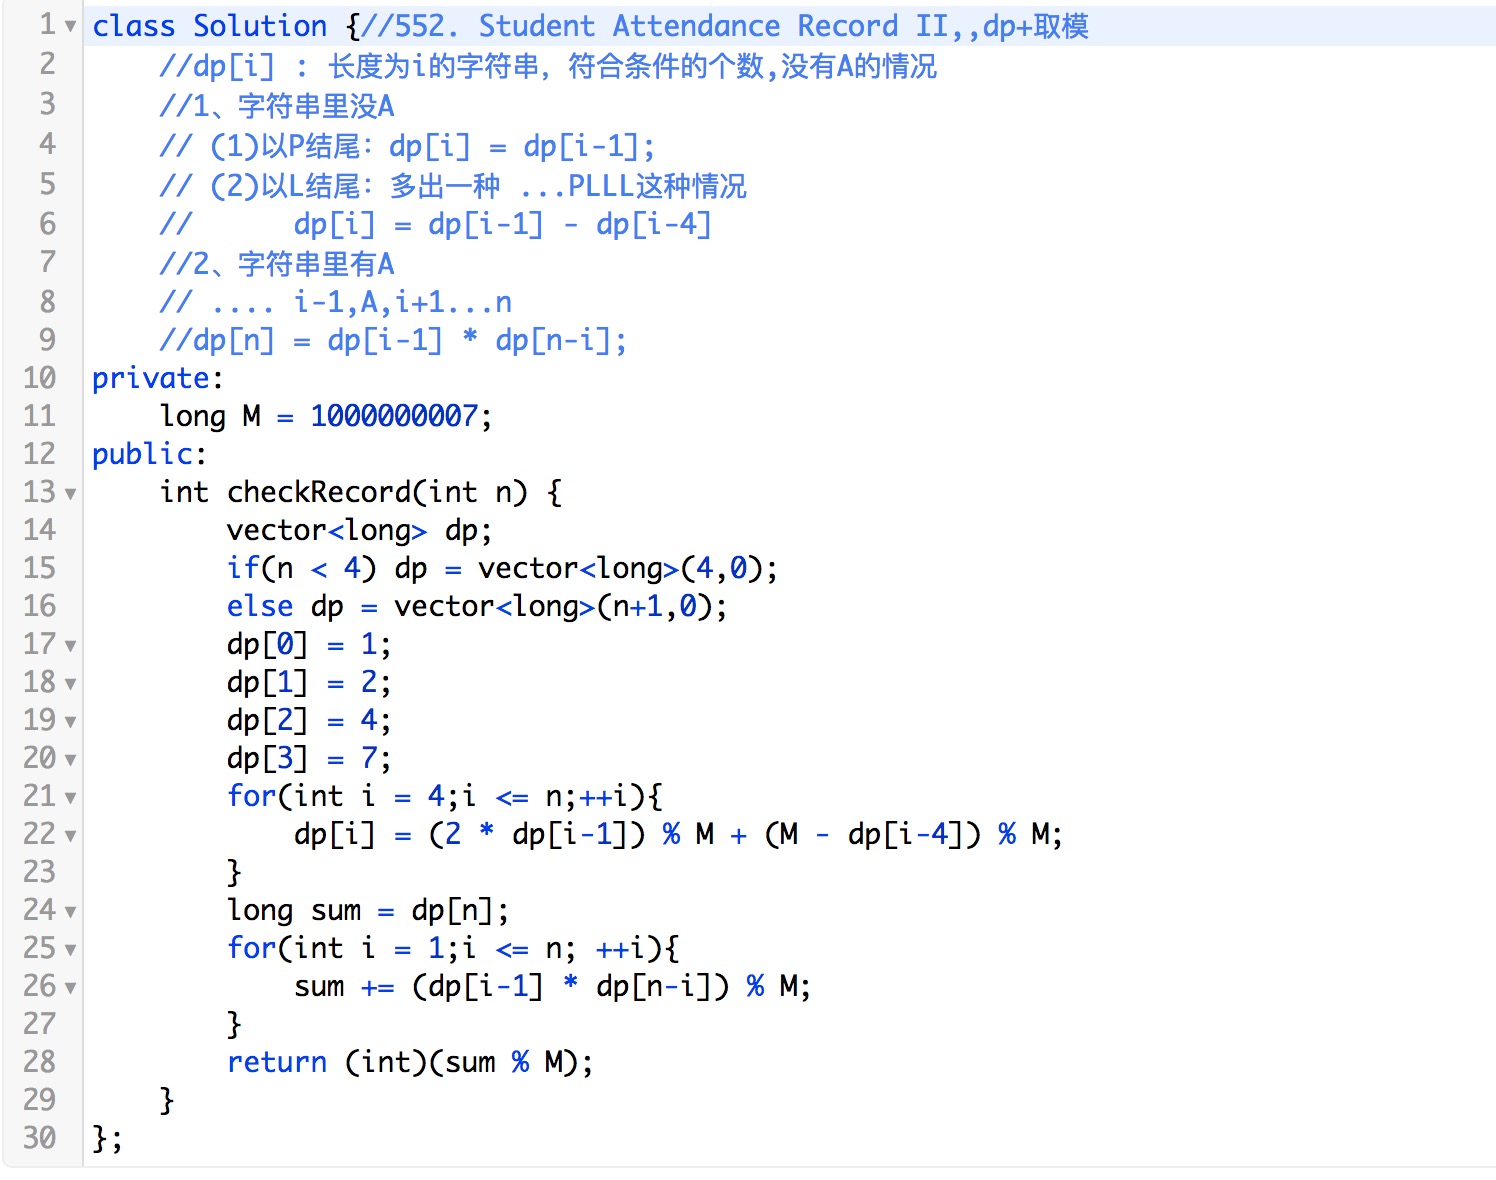 1 class Solution {//552. Student Attendance Record II,,dp+取模
2     //dp[i] : 长度为i的字符串，符合条件的个数,没有A的情况
3     //1、字符串里没A
4     // (1)以P结尾：dp[i] = dp[i-1];
5     // (2)以L结尾：多出一种 ...PLLL这种情况
6     //      dp[i] = dp[i-1] - dp[i-4]
7     //2、字符串里有A
8     // .... i-1,A,i+1...n
9     //dp[n] = dp[i-1] * dp[n-i];
10 private:
11     long M = 1000000007;
12 public:
13     int checkRecord(int n) {
14         vector<long> dp;
15         if(n < 4) dp = vector<long>(4,0);
16         else dp = vector<long>(n+1,0);
17         dp[0] = 1;
18         dp[1] = 2;
19         dp[2] = 4;
20         dp[3] = 7;
21         for(int i = 4;i <= n;++i){
22             dp[i] = (2 * dp[i-1]) % M + (M - dp[i-4]) % M;
23         }
24         long sum = dp[n];
25         for(int i = 1;i <= n; ++i){
26             sum += (dp[i-1] * dp[n-i]) % M;
27         }
28         return (int)(sum % M);
29     }
30 };